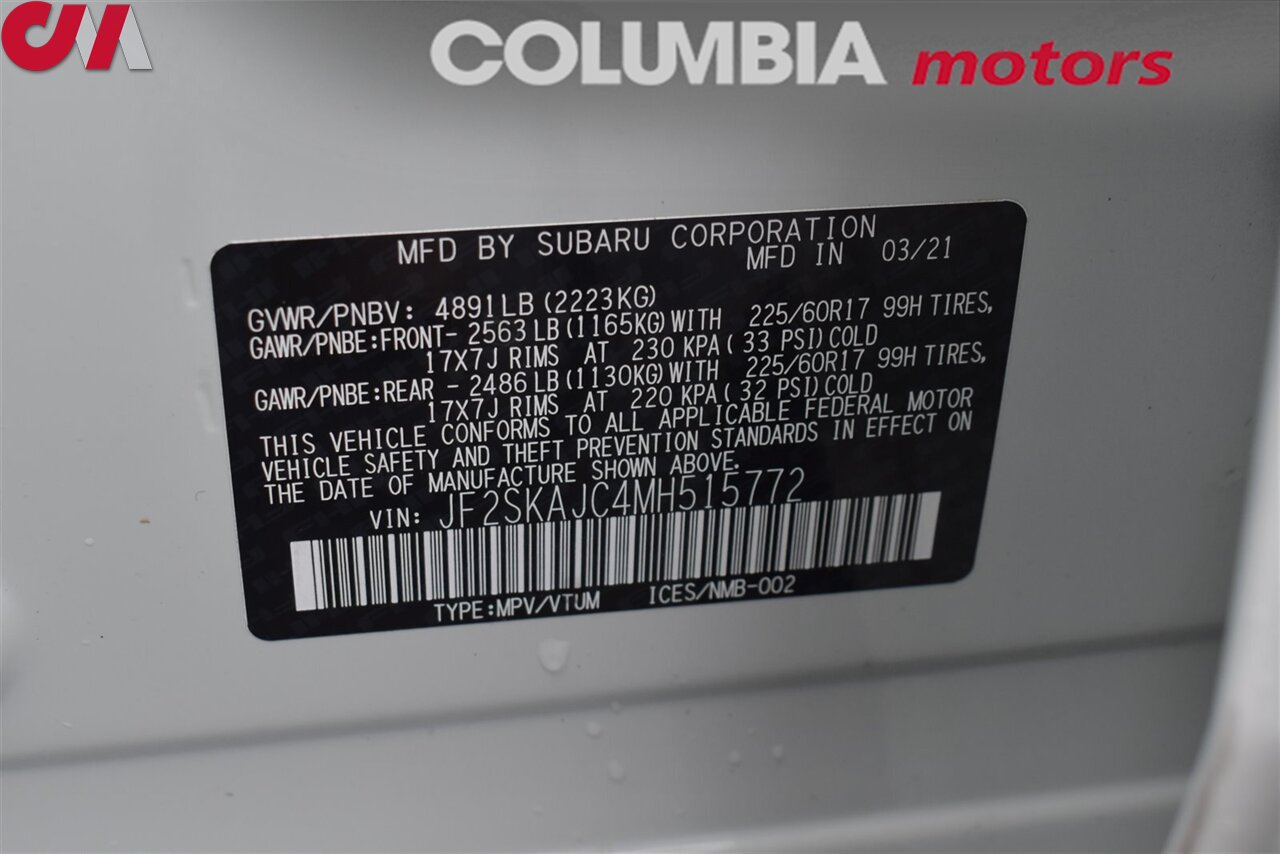 CM
COLUMBIA motors
MFD BY SUBARU CORPORATION
MFD IN 03/21
GVWR/PNBV: 4891LB (2223KG)
GAWR/PNBE:FRONT- 2563 LB (1165KG) WITH 225/60R17 99H TIRES,
17X7J RIMS AT 230 KPA ( 33 PSI) COLD
GAWR/PNBE:REAR - 2486 LB (1130KG) WITH 225/60R17 99H TIRES,
17X7J RIMS AT 220 KPA ( 32 PSI) COLD
THIS VEHICLE CONFORMS TO ALL APPLICABLE FEDERAL MOTOR
VEHICLE SAFETY AND THEFT PREVENTION STANDARDS IN EFFECT ON
THE DATE OF MANUFACTURE SHOWN ABOVE.
VIN: JF2SKAJC4MH515772
TYPE:MPV/VTUM ICES/NMB-002